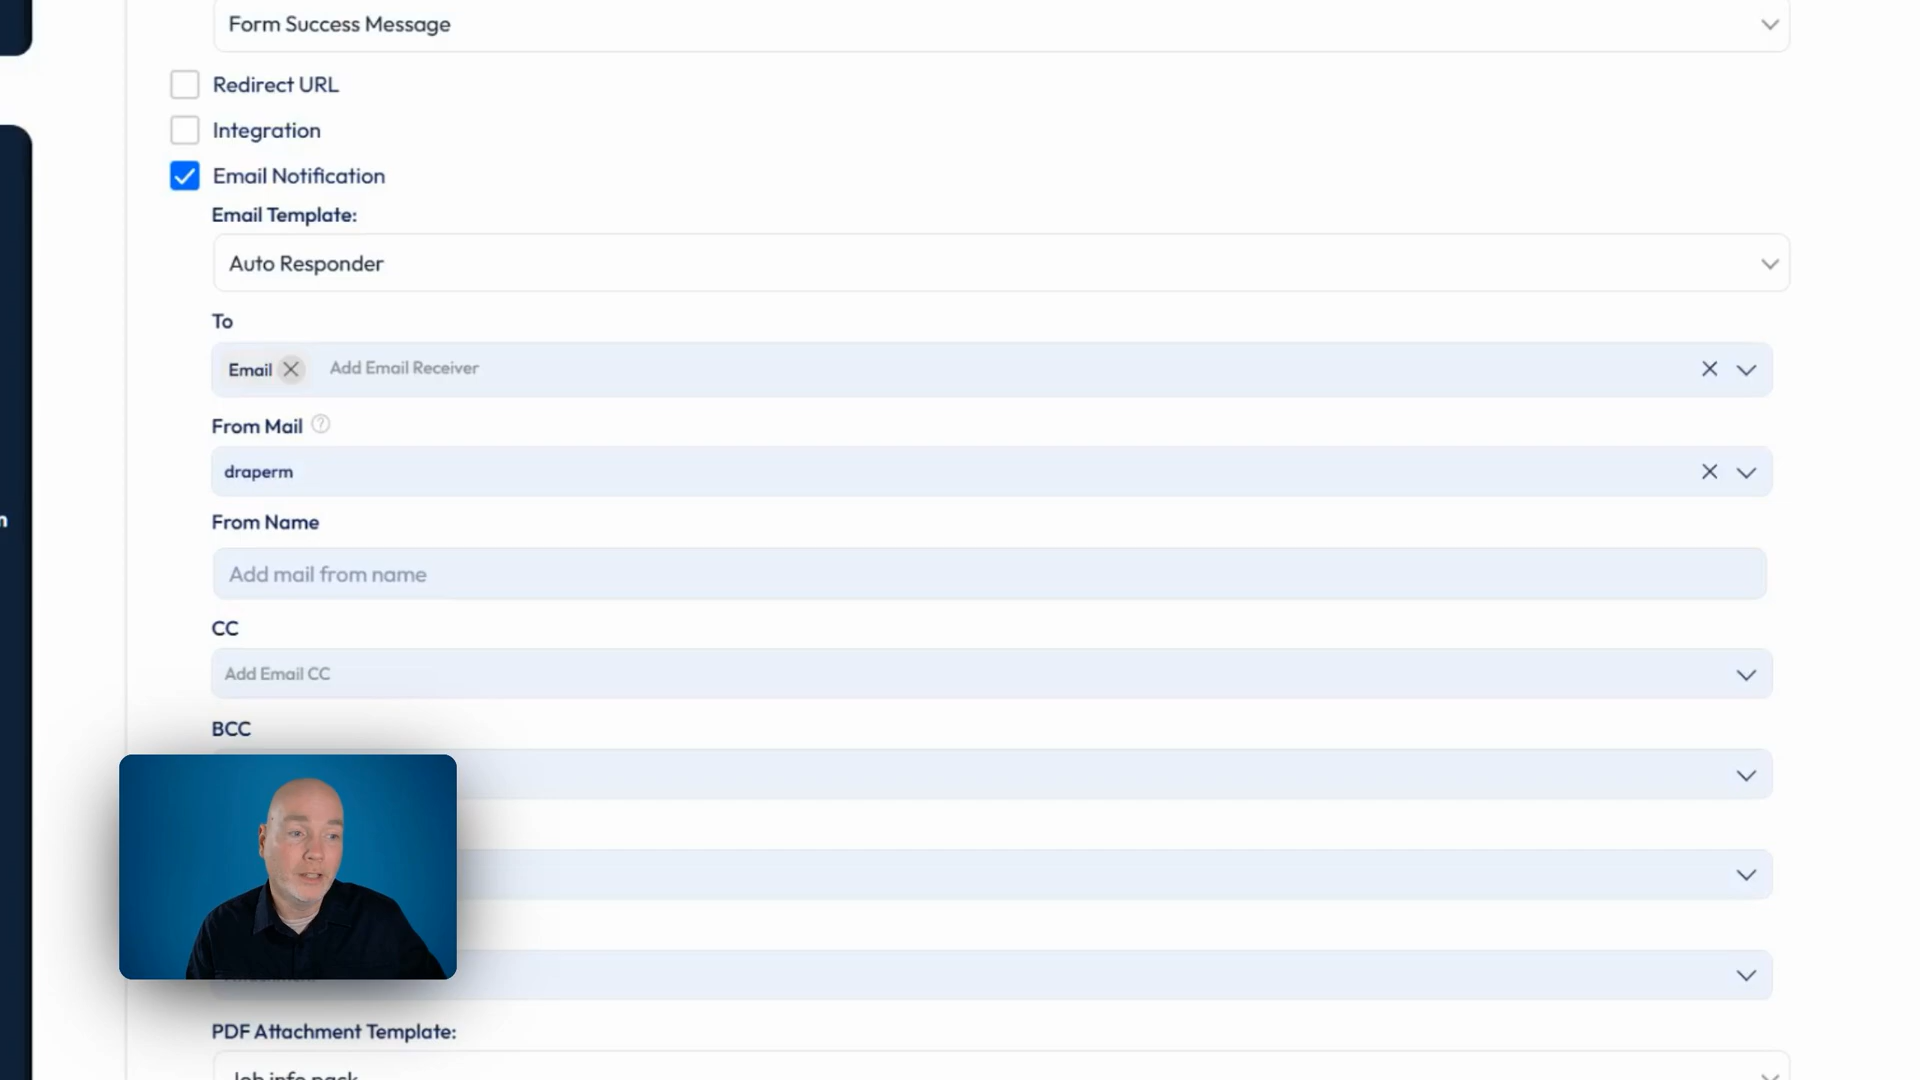 Form Success Message
Redirect URL
Integration
Email Notification
Email Template:
Auto Responder
To
Email Add Email Receiver
From Mail
draperm
From Name
Add mail from name
CC
Add Email CC
BCC
PDF Attachment Template:
Job info pack